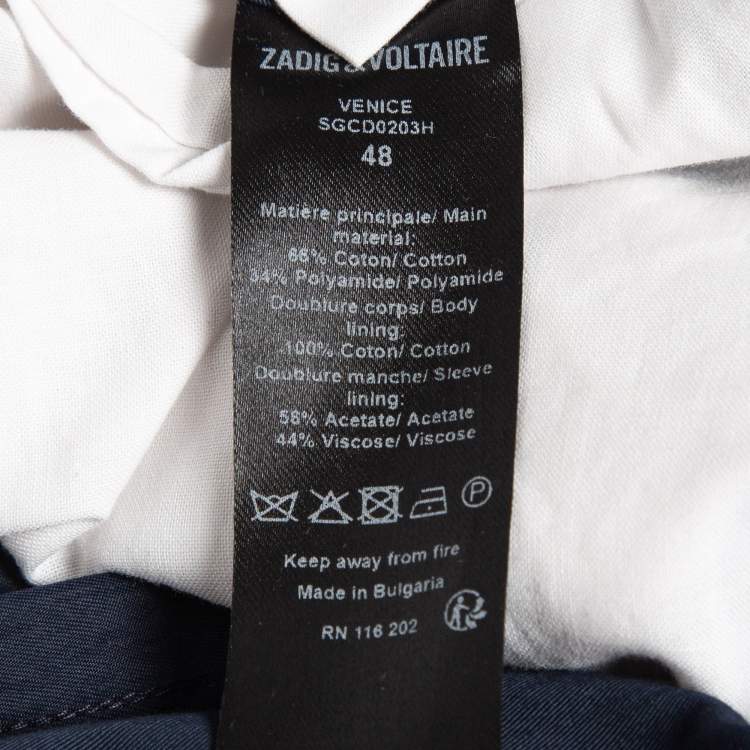 ZADIG & VOLTAIRE
VENICE
SGCD0203H
48
Matière principale/ Main
material:
66% Coton/ Cotton
34% Polyamide/ Polyamide
Doublure corps/ Body
lining:
100% Coton/ Cotton
Doublure manche/ Sleeve
lining:
58% Acetate/ Acetate
44% Viscose/ Viscose
P
Keep away from fire
Made in Bulgaria
RN 116 202